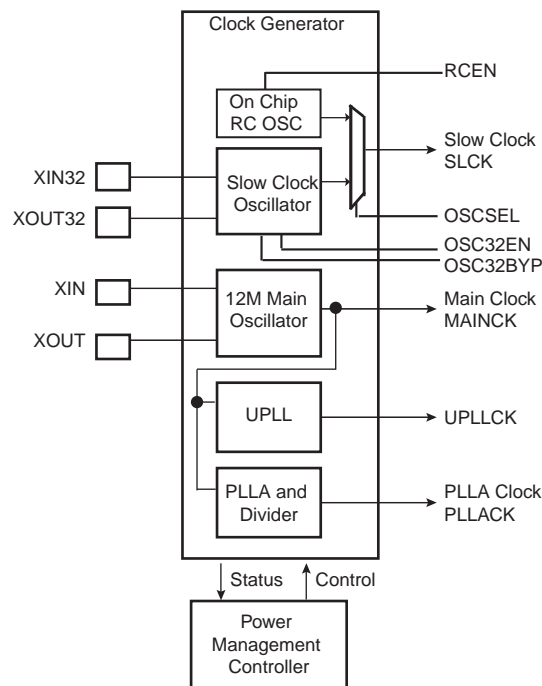 Clock Generator
RCEN
On Chip
RC OSC
Slow Clock
SLCK
XIN32
Slow Clock
Oscillator
XOUT32
OSCSEL
OSC32EN
OSC32BYP
XIN
12M Main
Oscillator
Main Clock
MAINCK
XOUT
UPLL
UPLLCK
PLLA and
Divider
PLLA Clock
PLLACK
Status
Control
Power
Management
Controller